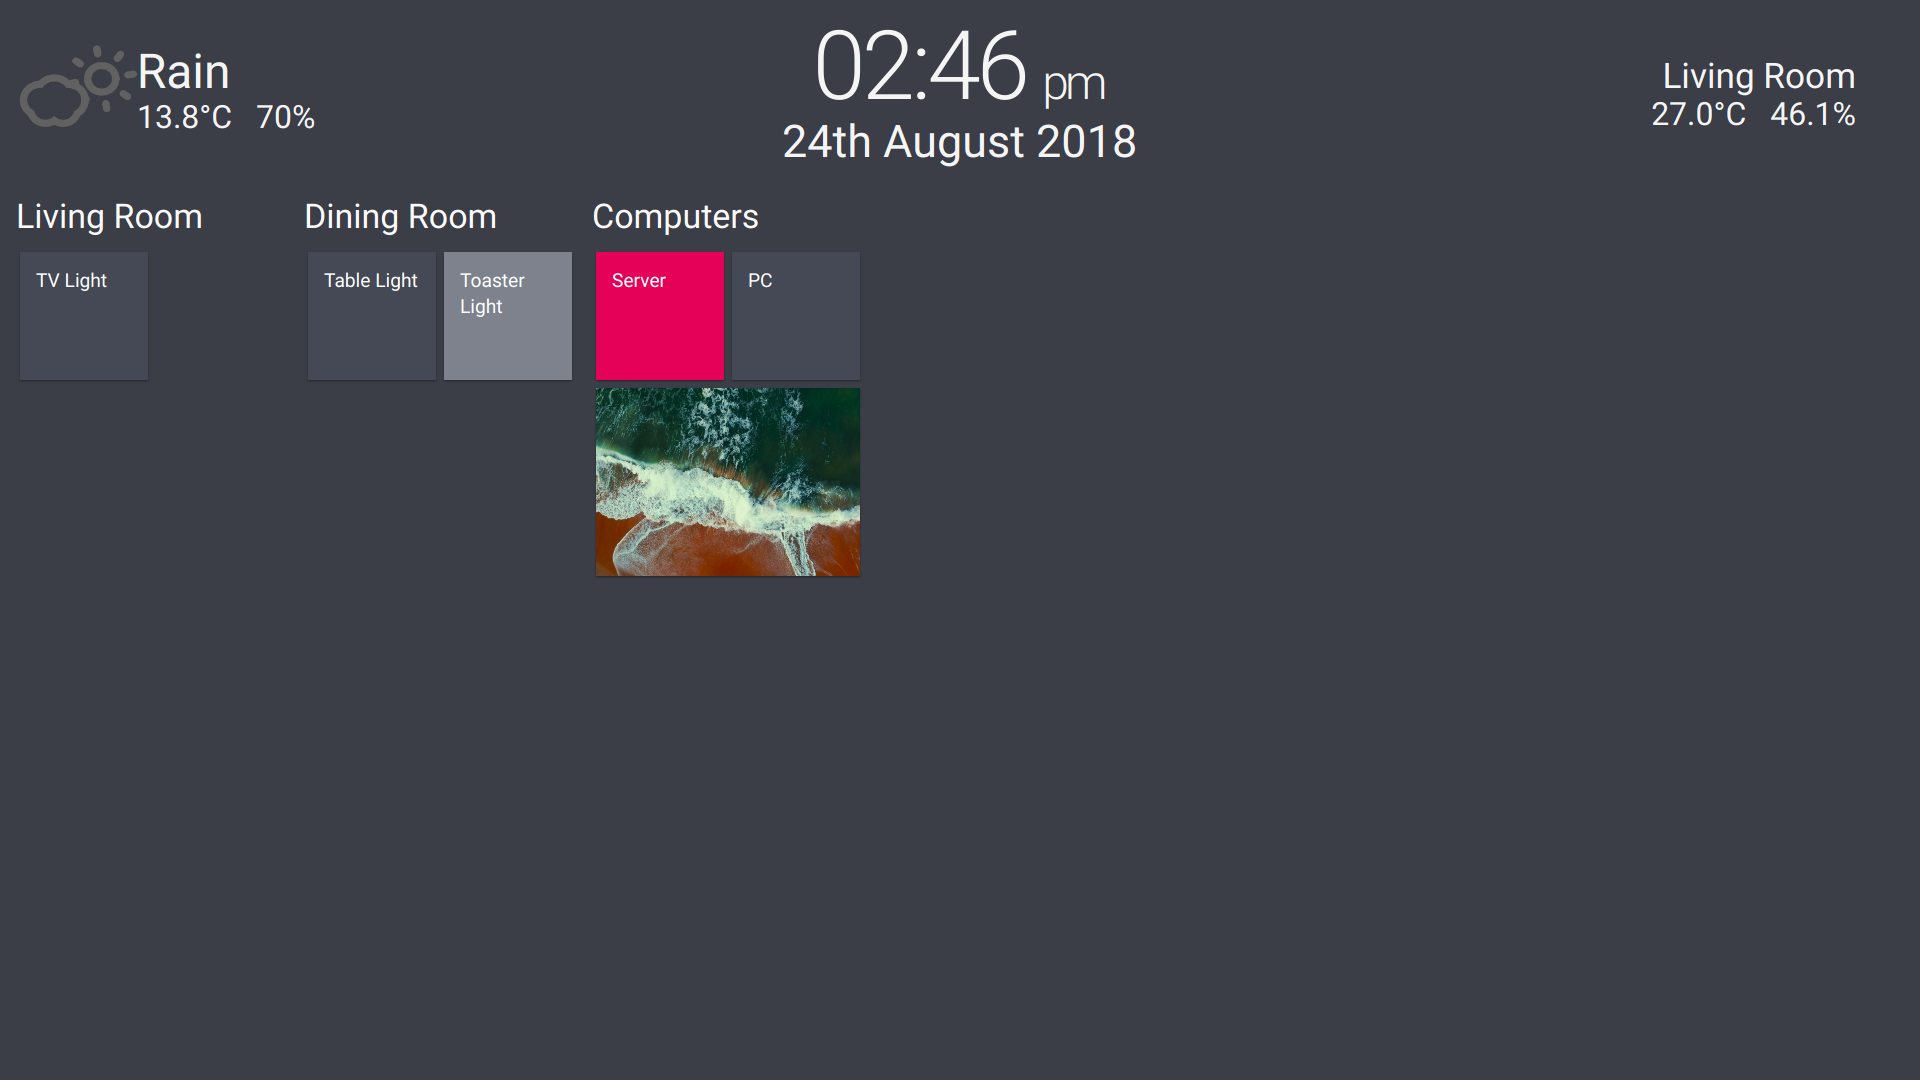 Rain
13.8°C 70%
02:46 pm
24th August 2018
Living Room
27.0°C 46.1%
Living Room
TV Light
Dining Room
Table Light
Toaster
Light
Computers
Server
PC